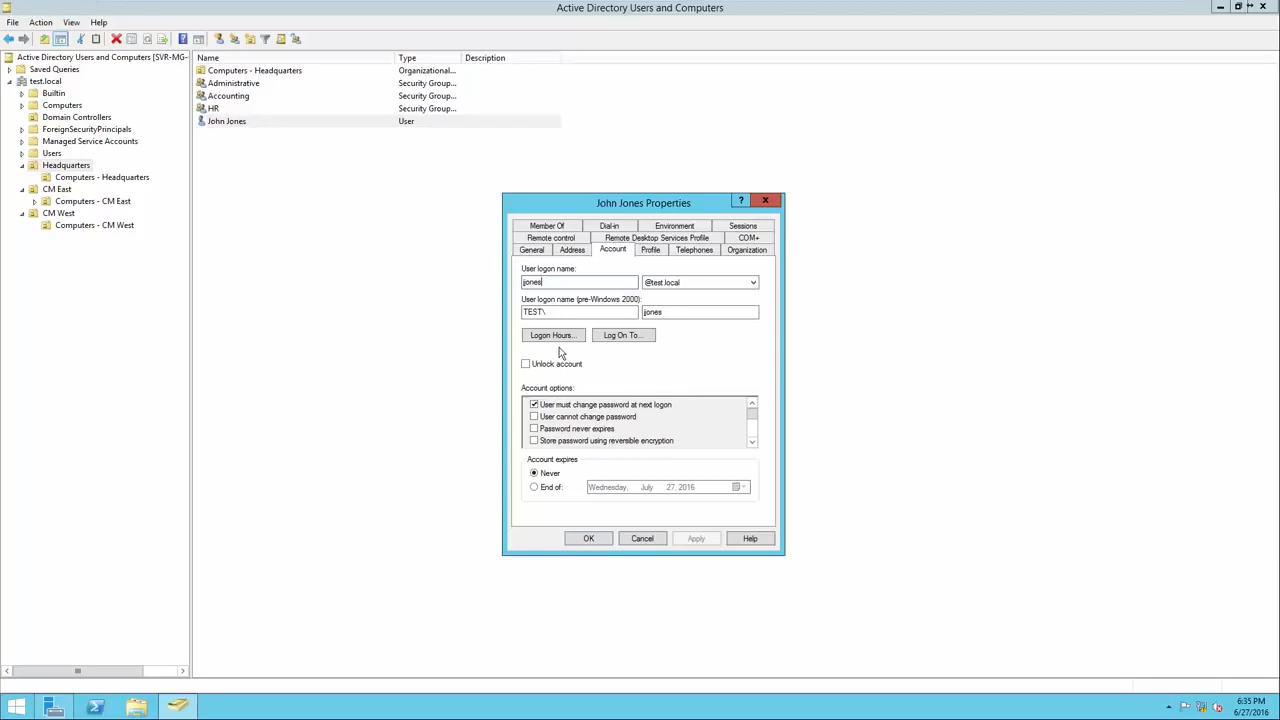 Active Directory Users and Computers
File Action View Help
Active Directory Users and Computers [SVR-MG-
Saved Queries
test.local
Builtin
Computers
Domain Controllers
ForeignSecurityPrincipals
Managed Service Accounts
Users
Headquarters
Computers - Headquarters
CM East
Computers - CM East
CM West
Computers - CM West
Name Type Description
Computers - Headquarters Organizational...
Administrative Security Group...
Accounting Security Group...
HR Security Group...
John Jones User
John Jones Properties
Member Of Dial-in Environment Sessions
Remote control Remote Desktop Services Profile COM+
General Address Account Profile Telephones Organization
User logon name:
jjones @test.local
User logon name (pre-Windows 2000):
TEST\ jjones
Logon Hours... Log On To...
Unlock account
Account options:
User must change password at next logon
User cannot change password
Password never expires
Store password using reversible encryption
Account expires
Never
End of: Wednesday, July 27, 2016
OK Cancel Apply Help
6:35 PM
6/27/2016